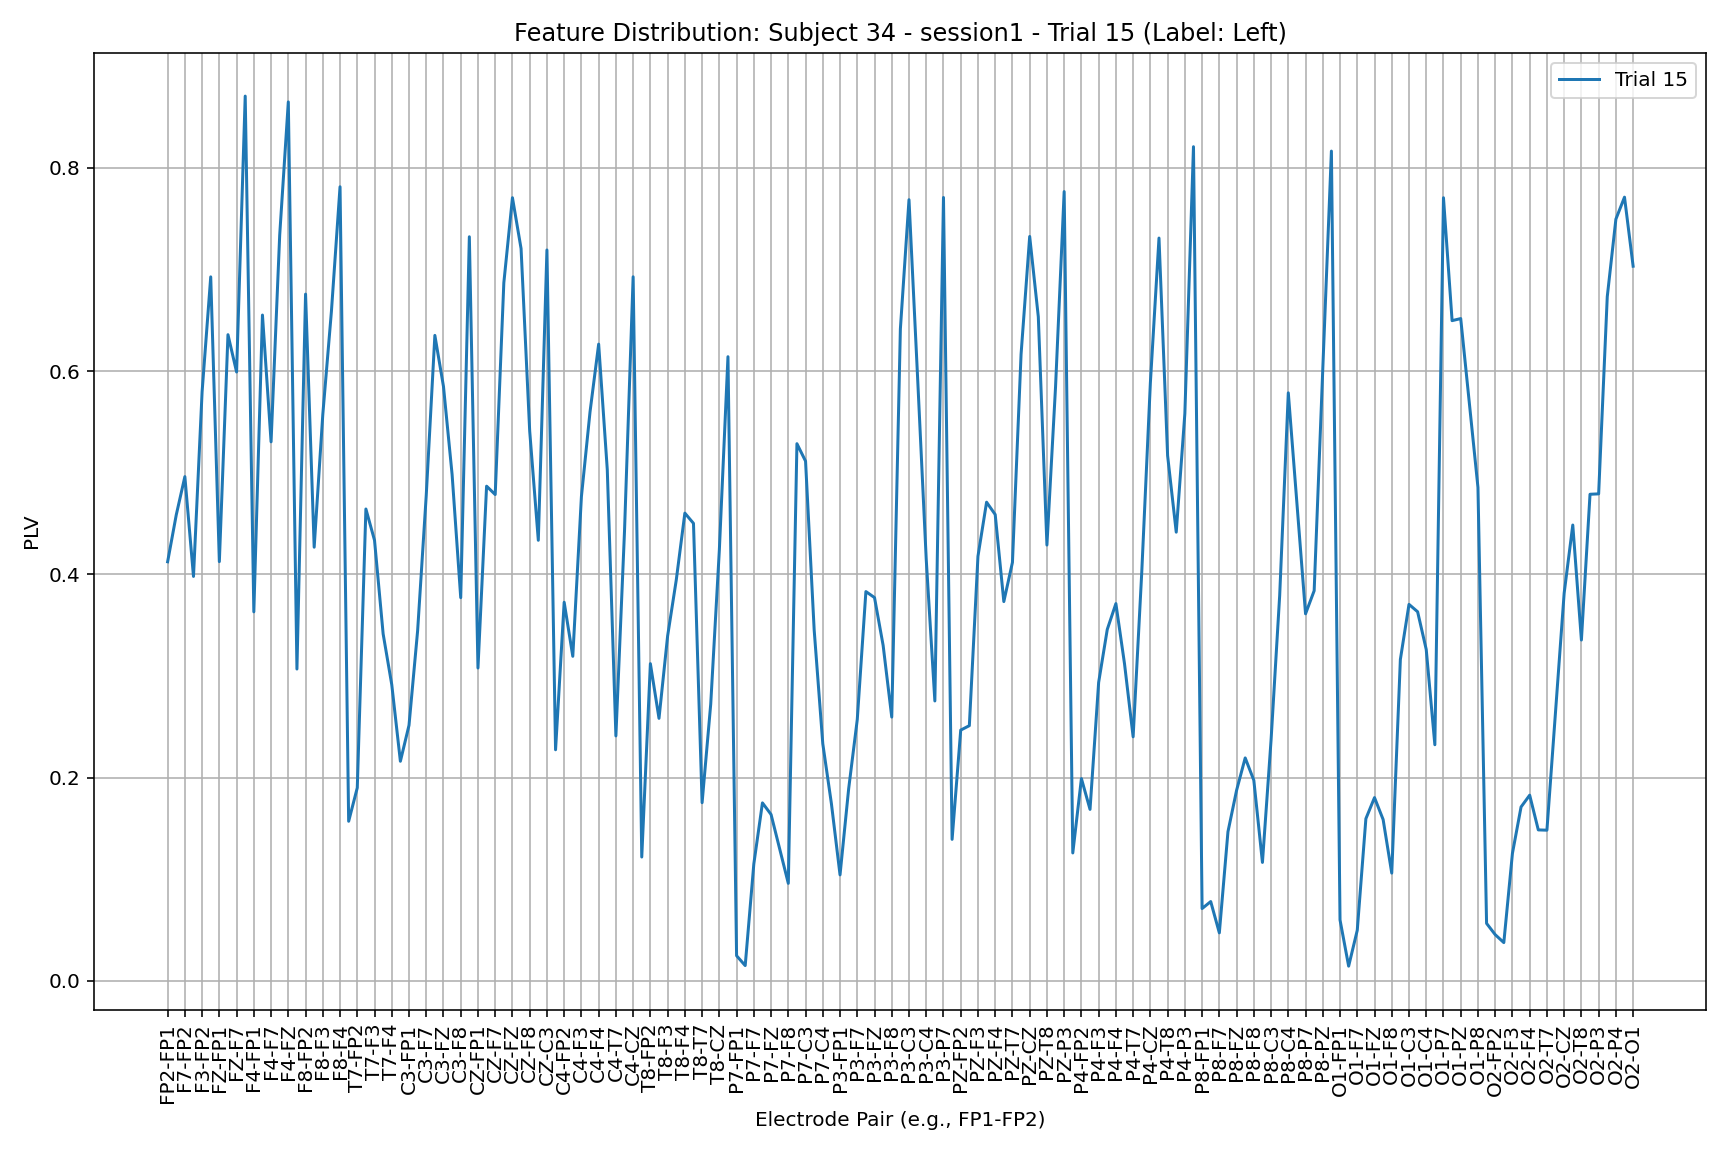 Feature Distribution: Subject 34 - session1 - Trial 15 (Label: Left)
Trial 15
PLV
0.8
0.6
0.4
0.2
0.0
FP2-FP1
F7-FP2
F3-FP2
FZ-FP1
FZ-F7
F4-FP1
F4-F7
F4-FZ
F8-FP2
F8-F3
F8-F4
T7-FP2
T7-F3
T7-F4
C3-FP1
C3-F7
C3-FZ
C3-F8
CZ-FP1
CZ-F7
CZ-FZ
CZ-F8
CZ-C3
C4-FP2
C4-F3
C4-F4
C4-T7
C4-CZ
T8-FP2
T8-F3
T8-F4
T8-T7
T8-CZ
P7-FP1
P7-F7
P7-FZ
P7-F8
P7-C3
P7-C4
P3-FP1
P3-F7
P3-FZ
P3-F8
P3-C3
P3-C4
P3-P7
PZ-FP2
PZ-F3
PZ-F4
PZ-T7
PZ-CZ
PZ-T8
PZ-P3
P4-FP2
P4-F3
P4-F4
P4-T7
P4-CZ
P4-T8
P4-P3
P8-FP1
P8-F7
P8-FZ
P8-F8
P8-C3
P8-C4
P8-P7
P8-PZ
O1-FP1
O1-F7
O1-FZ
O1-F8
O1-C3
O1-C4
O1-P7
O1-PZ
O1-P8
O2-FP2
O2-F3
O2-F4
O2-T7
O2-CZ
O2-T8
O2-P3
O2-P4
O2-O1
Electrode Pair (e.g., FP1-FP2)